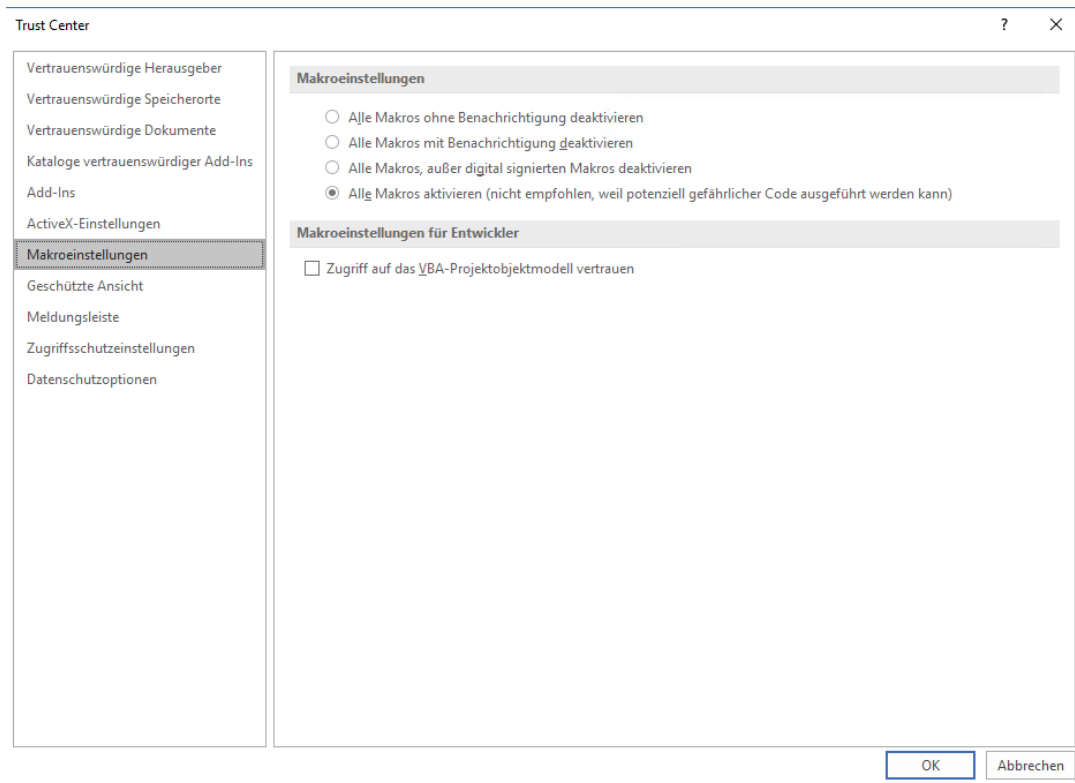 Trust Center
?
Vertrauenswürdige Herausgeber
Vertrauenswürdige Speicherorte
Vertrauenswürdige Dokumente
Kataloge vertrauenswürdiger Add-Ins
Add-Ins
ActiveX-Einstellungen
Makroeinstellungen
Geschützte Ansicht
Meldungsleiste
Zugriffsschutzeinstellungen
Datenschutzoptionen
Makroeinstellungen
Alle Makros ohne Benachrichtigung deaktivieren
Alle Makros mit Benachrichtigung deaktivieren
Alle Makros, außer digital signierten Makros deaktivieren
Alle Makros aktivieren (nicht empfohlen, weil potenziell gefährlicher Code ausgeführt werden kann)
Makroeinstellungen für Entwickler
Zugriff auf das VBA-Projektobjektmodell vertrauen
OK
Abbrechen